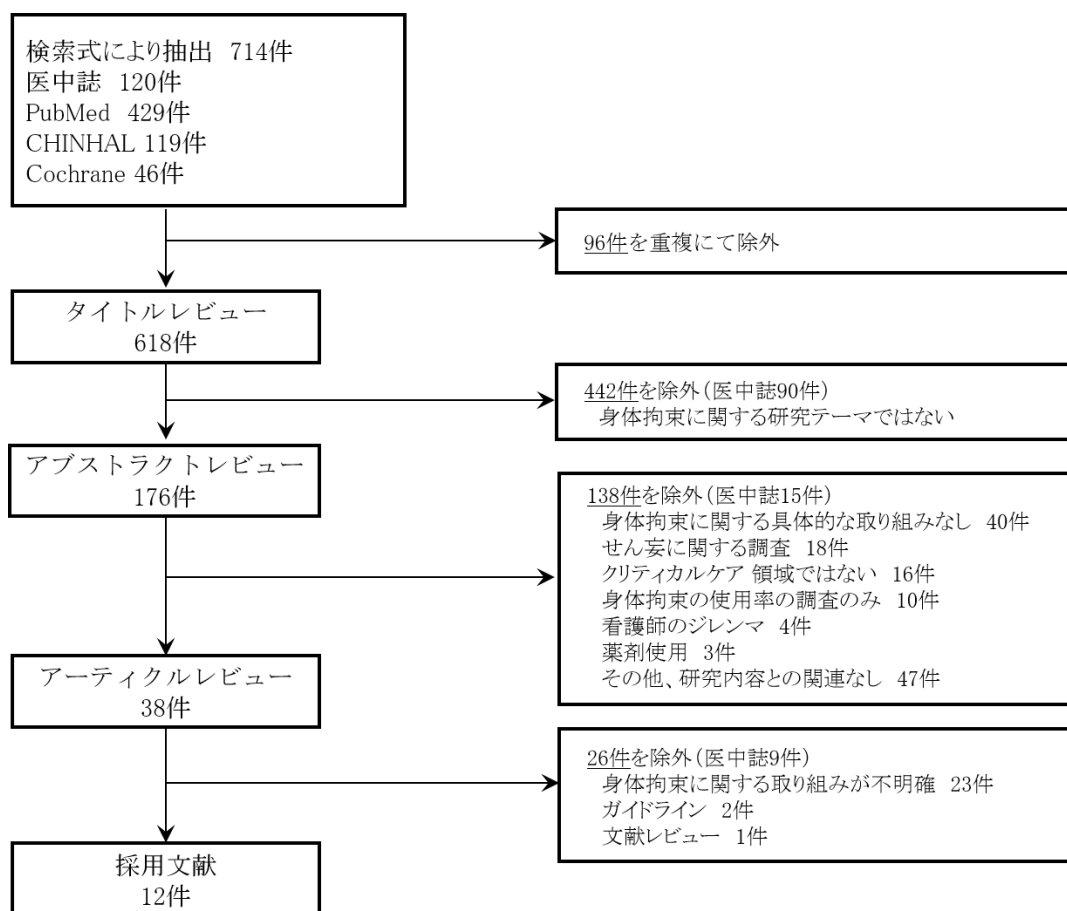 検索式により抽出 714件
医中誌 120件
PubMed 429件
CHINHAL 119件
Cochrane 46件
96件を重複にて除外
タイトルレビュー
618件
442件を除外(医中誌90件)
身体拘束に関する研究テーマではない
アブストラクトレビュー
176件
138件を除外(医中誌15件)
身体拘束に関する具体的な取り組みなし 40件
せん妄に関する調査 18件
クリティカルケア 領域ではない 16件
身体拘束の使用率の調査のみ 10件
看護師のジレンマ 4件
薬剤使用 3件
その他、研究内容との関連なし 47件
アーティクルレビュー
38件
26件を除外(医中誌9件)
身体拘束に関する取り組みが不明確 23件
ガイドライン 2件
文献レビュー 1件
採用文献
12件